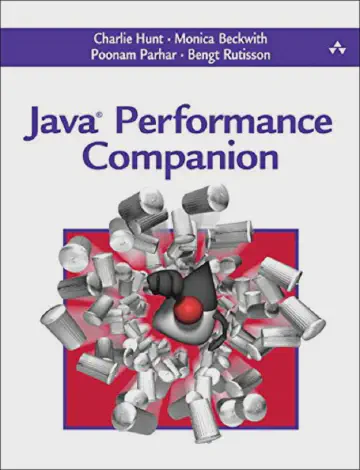 Charlie Hunt • Monica Beckwith
Poonam Parhar • Bengt Rutisson
Java® Performance
Companion